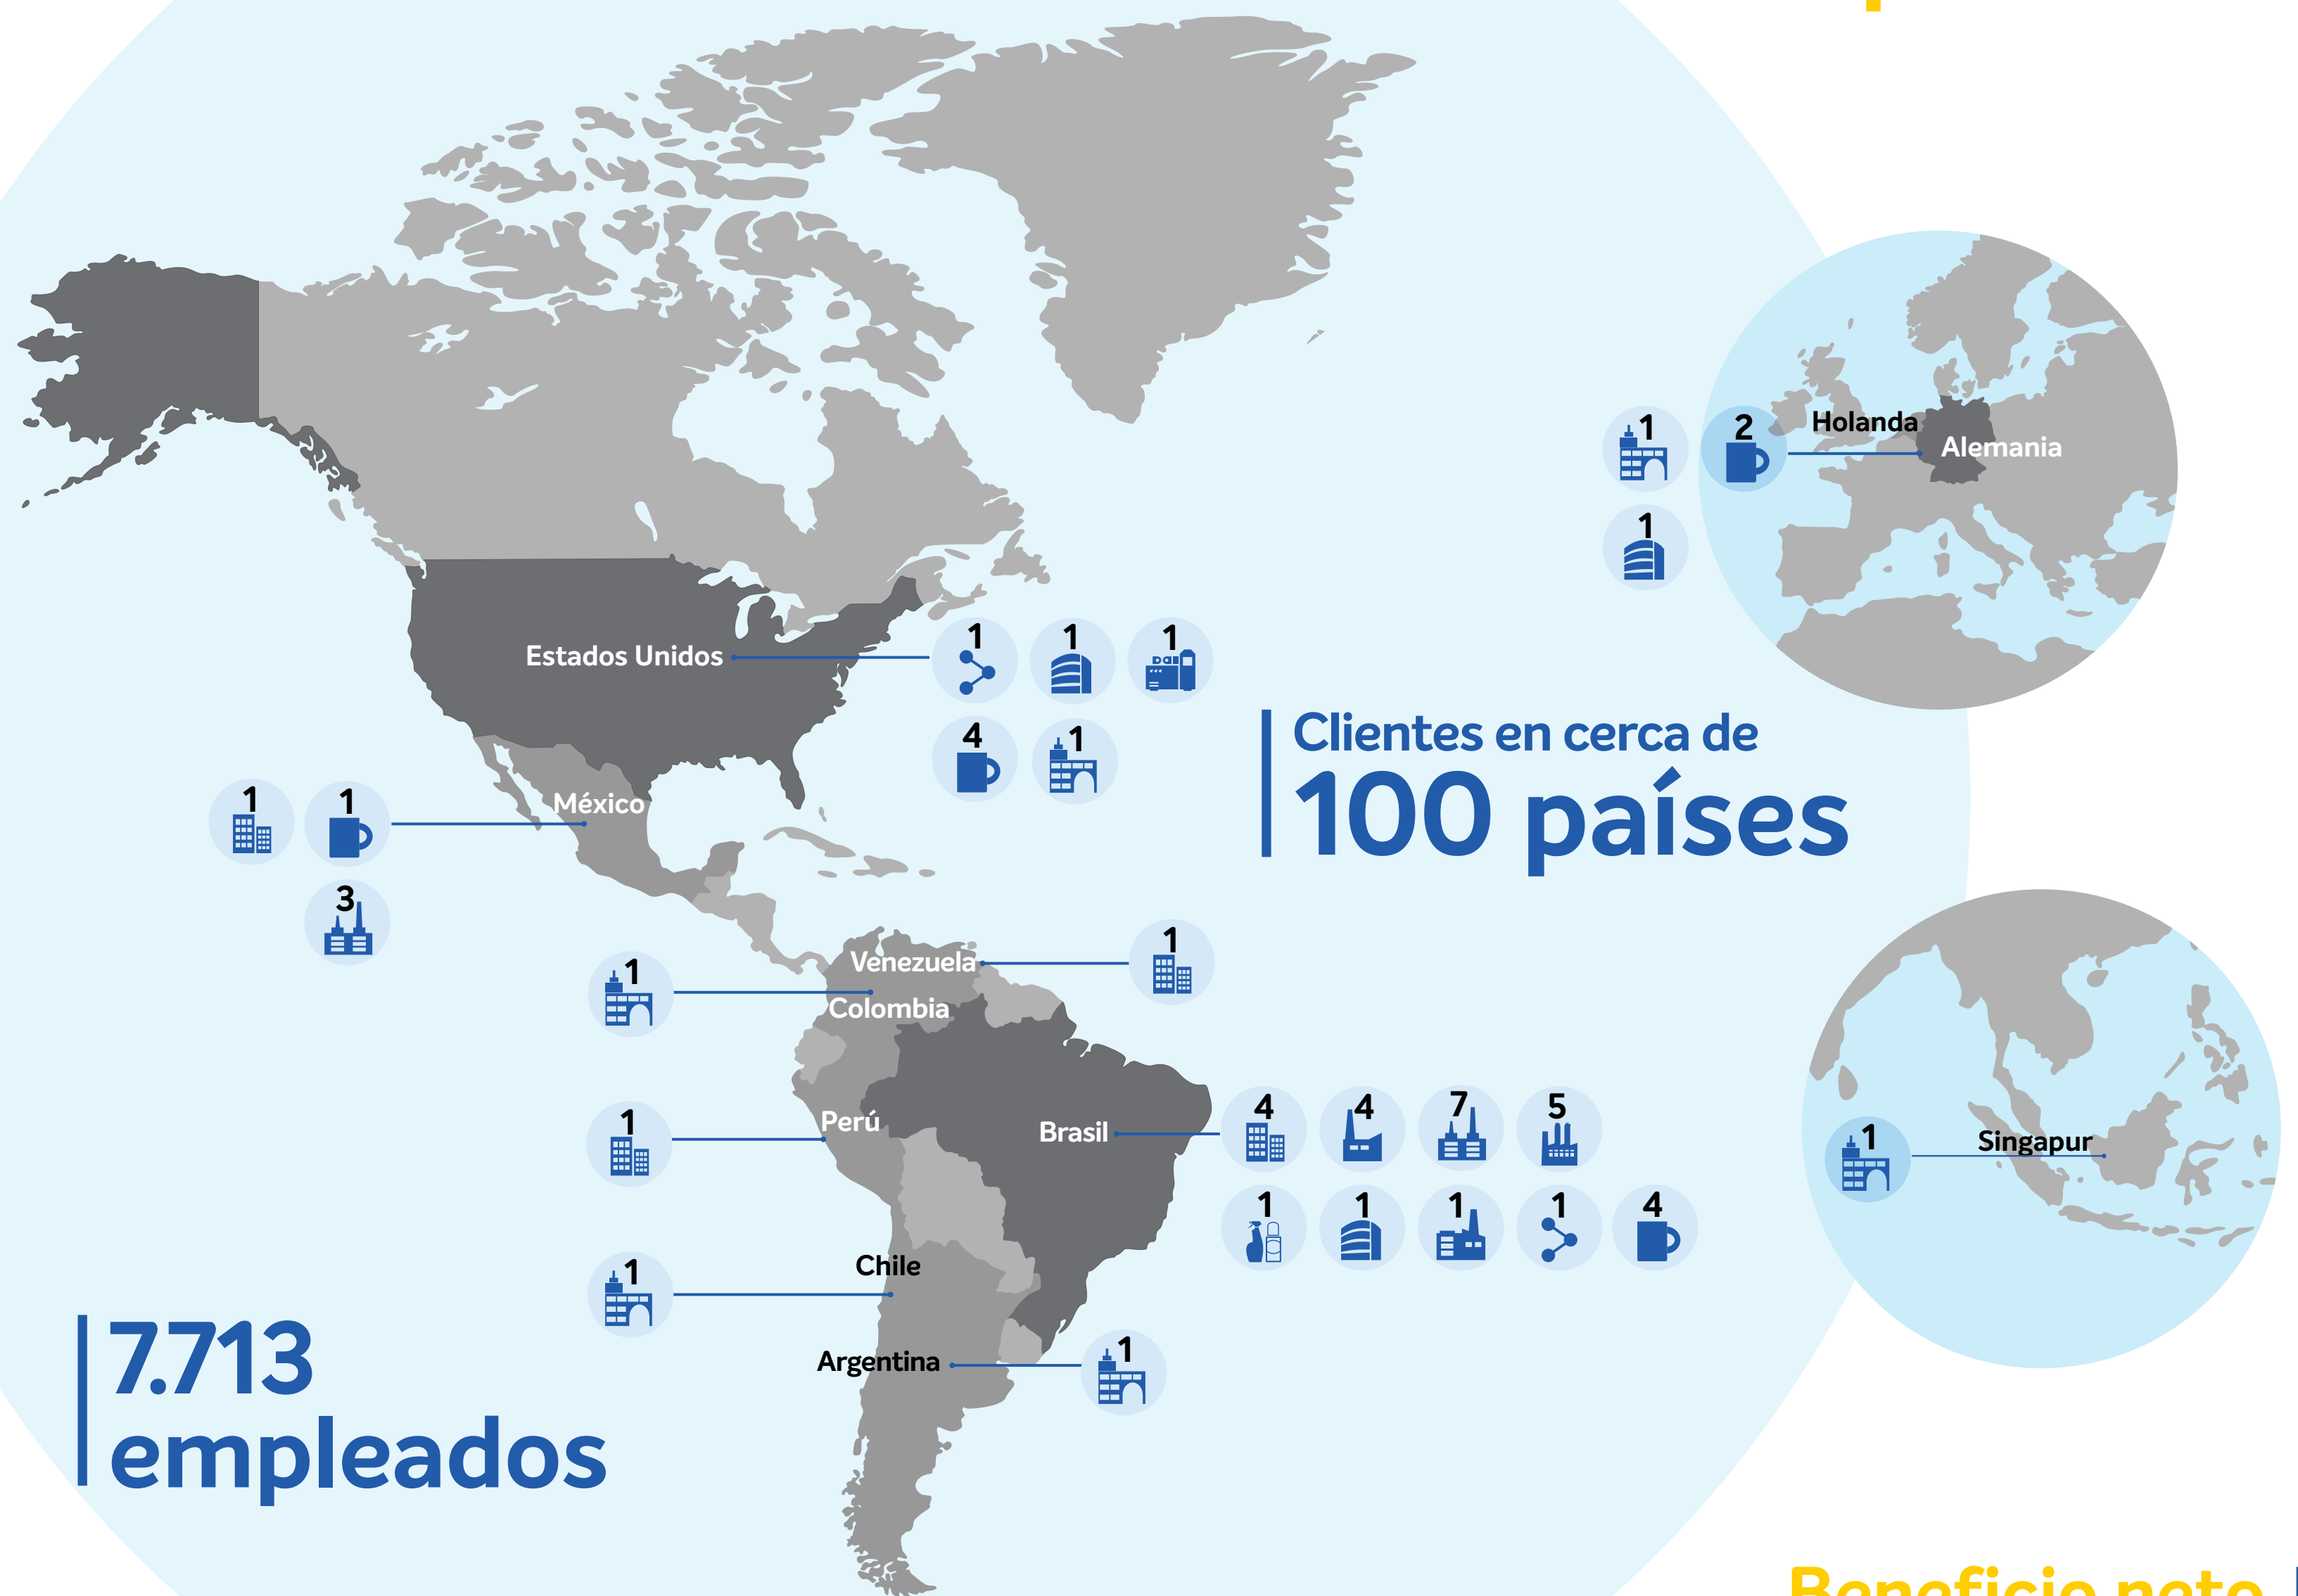 1
2
Holanda
Alemania
1
Estados Unidos
1
1
1
4
1
Clientes en cerca de
100 países
México
1
1
3
Venezuela
1
1
Colombia
Perú
1
Brasil
4
4
7
5
1
1
1
1
4
1
Singapur
Chile
1
Argentina
1
7.713
empleados
Beneficio neto